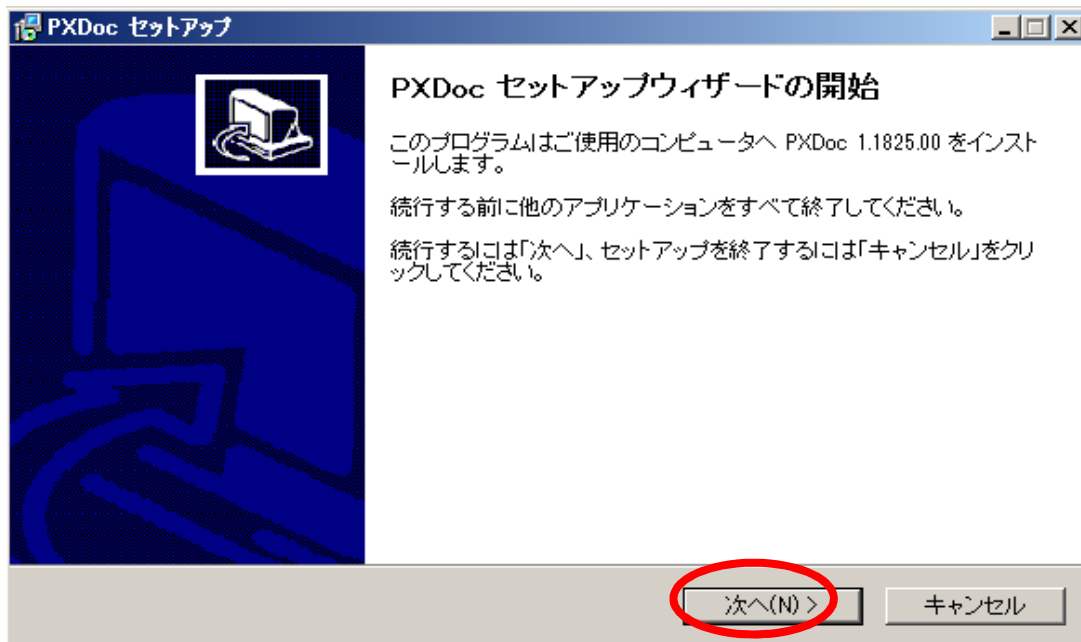 PXDoc セットアップ
PXDoc セットアップウィザードの開始
このプログラムはご使用のコンピュータへ PXDoc 1.1825.00 をインスト
ールします。
続行する前に他のアプリケーションをすべて終了してください。
続行するには「次へ」、セットアップを終了するには「キャンセル」をクリ
ックしてください。
次へ(N) >
キャンセル